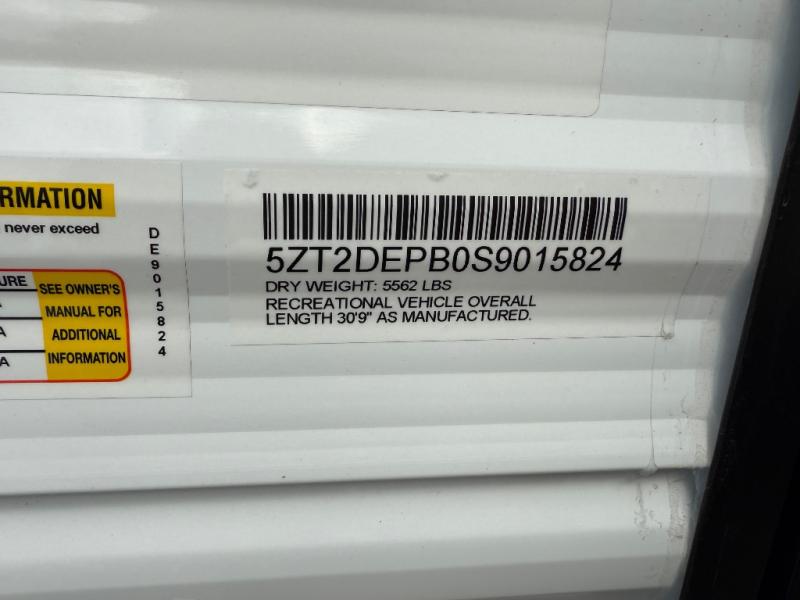 RMATION
never exceed
URE
SEE OWNER'S
MANUAL FOR
A
ADDITIONAL
A
INFORMATION
DE9015824
5ZT2DEPB0S9015824
DRY WEIGHT: 5562 LBS
RECREATIONAL VEHICLE OVERALL
LENGTH 30'9" AS MANUFACTURED.